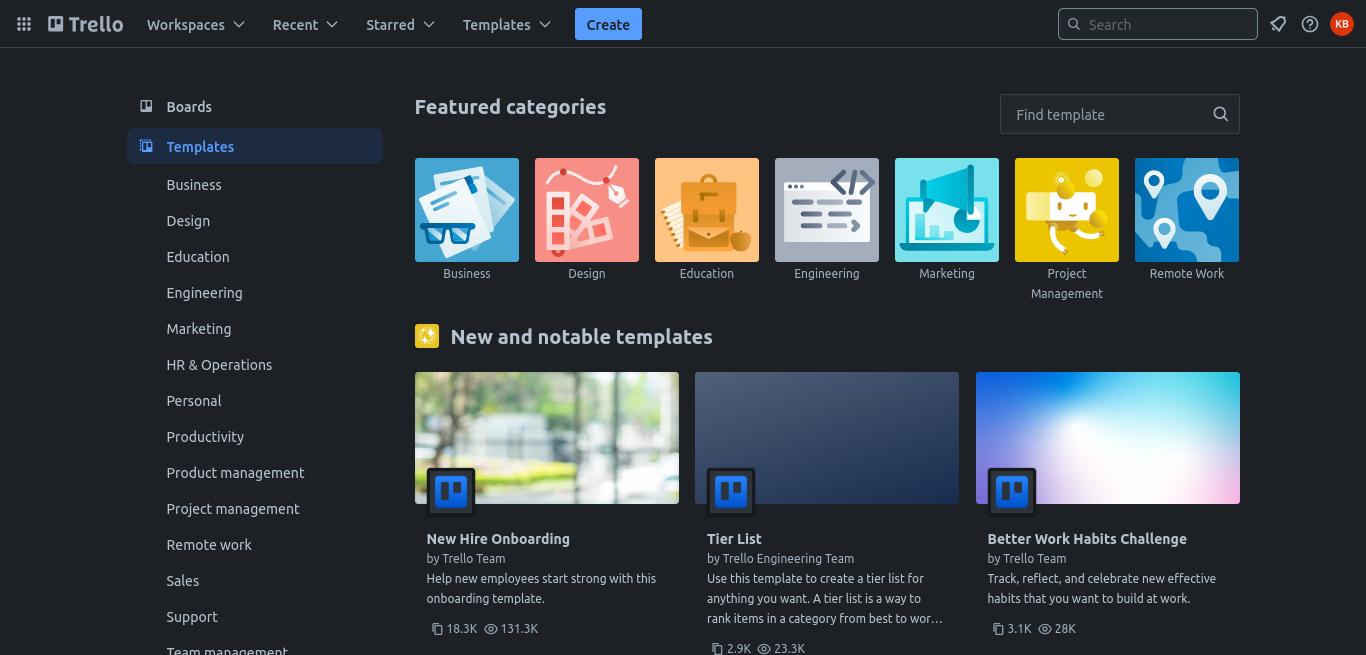 Trello
Workspaces
Recent
Starred
Templates
Create
Search
KB
Boards
Templates
Business
Design
Education
Engineering
Marketing
HR & Operations
Personal
Productivity
Product management
Project management
Remote work
Sales
Support
Team management
Featured categories
Find template
Business
Design
Education
Engineering
Marketing
Project
Management
Remote Work
New and notable templates
New Hire Onboarding
by Trello Team
Help new employees start strong with this
onboarding template.
18.3K 131.3K
Tier List
by Trello Engineering Team
Use this template to create a tier list for
anything you want. A tier list is a way to
rank items in a category from best to wor...
2.9K 23.3K
Better Work Habits Challenge
by Trello Team
Track, reflect, and celebrate new effective
habits that you want to build at work.
3.1K 28K